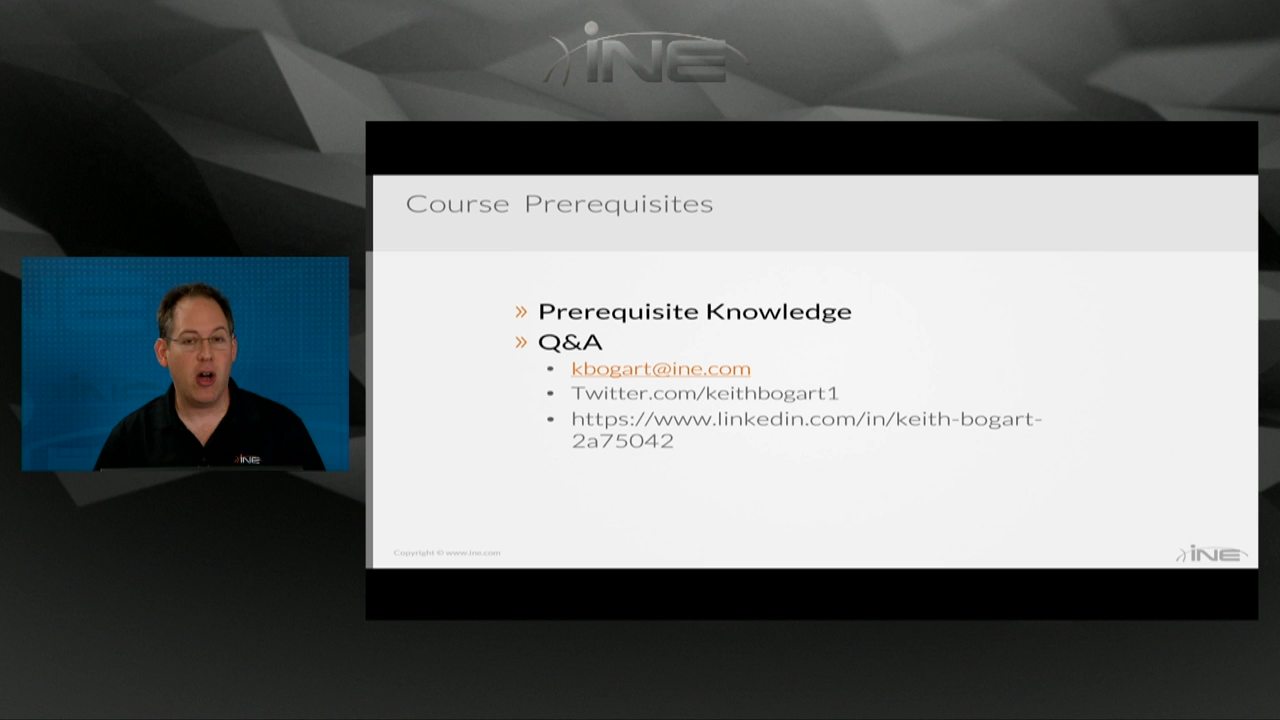 iNE
Course Prerequisites
» Prerequisite Knowledge
» Q&A
• kbogart@ine.com
• Twitter.com/keithbogart1
• https://www.linkedin.com/in/keith-bogart-
2a75042
iNE
Copyright © www.ine.com
iNE